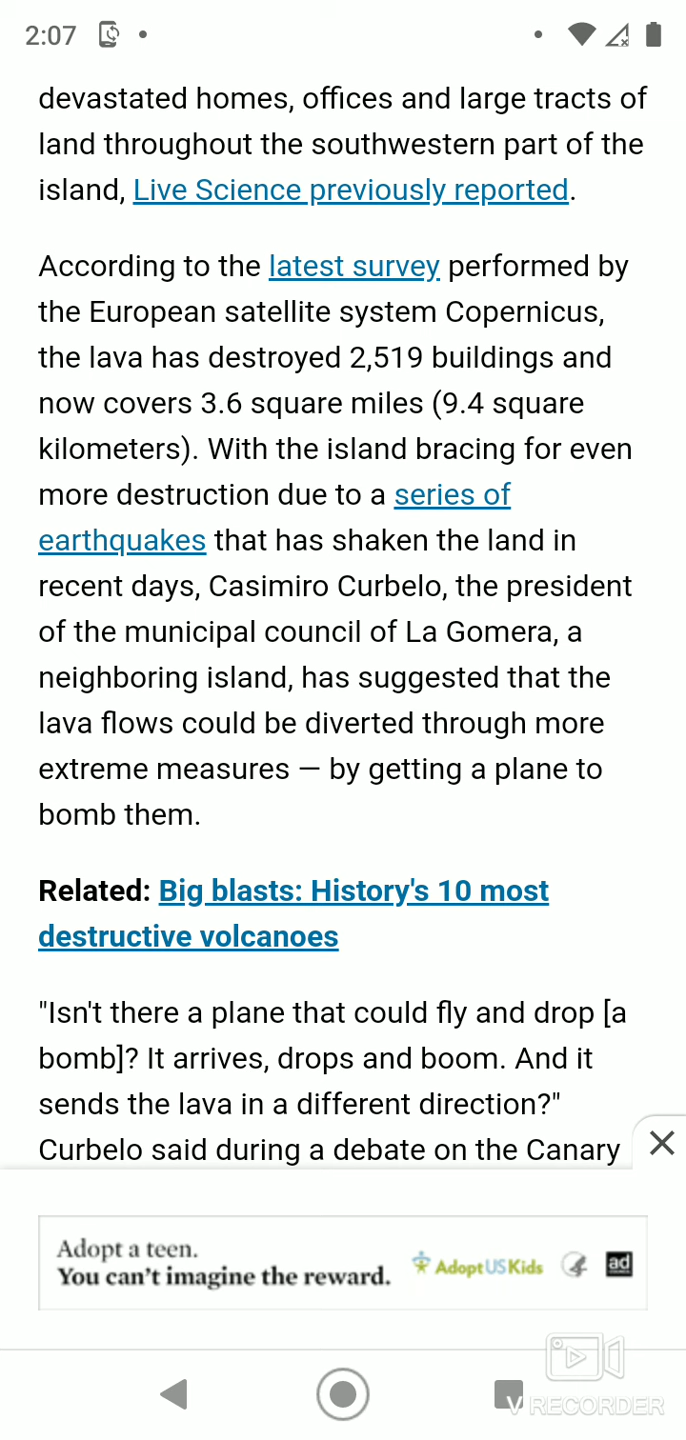 2:07
devastated homes, offices and large tracts of
land throughout the southwestern part of the
island, Live Science previously reported.
According to the latest survey performed by
the European satellite system Copernicus,
the lava has destroyed 2,519 buildings and
now covers 3.6 square miles (9.4 square
kilometers). With the island bracing for even
more destruction due to a series of
earthquakes that has shaken the land in
recent days, Casimiro Curbelo, the president
of the municipal council of La Gomera, a
neighboring island, has suggested that the
lava flows could be diverted through more
extreme measures — by getting a plane to
bomb them.
Related: Big blasts: History's 10 most
destructive volcanoes
"Isn't there a plane that could fly and drop [a
bomb]? It arrives, drops and boom. And it
sends the lava in a different direction?"
Curbelo said during a debate on the Canary
Adopt a teen.
You can't imagine the reward.
AdoptUSKids
ad
VRECORDER